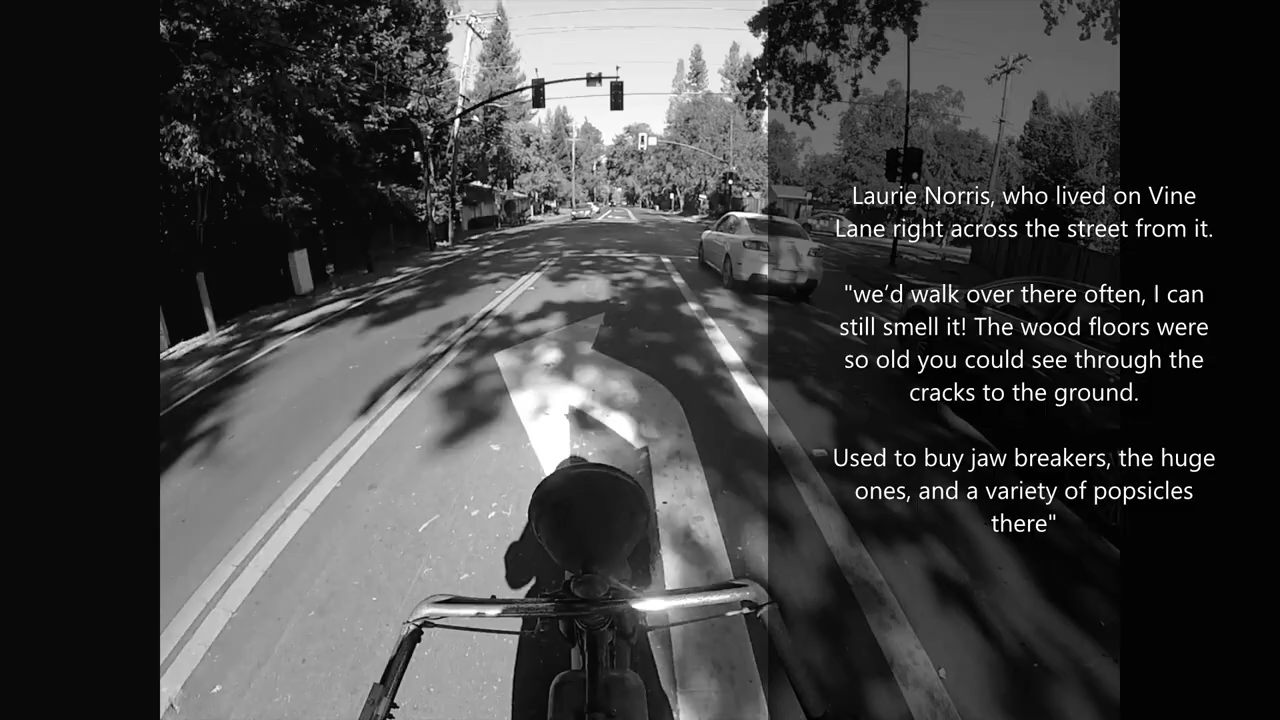 Laurie Norris, who lived on Vine
Lane right across the street from it.
"we’d walk over there often, I can
still smell it! The wood floors were
so old you could see through the
cracks to the ground.
Used to buy jaw breakers, the huge
ones, and a variety of popsicles
there"